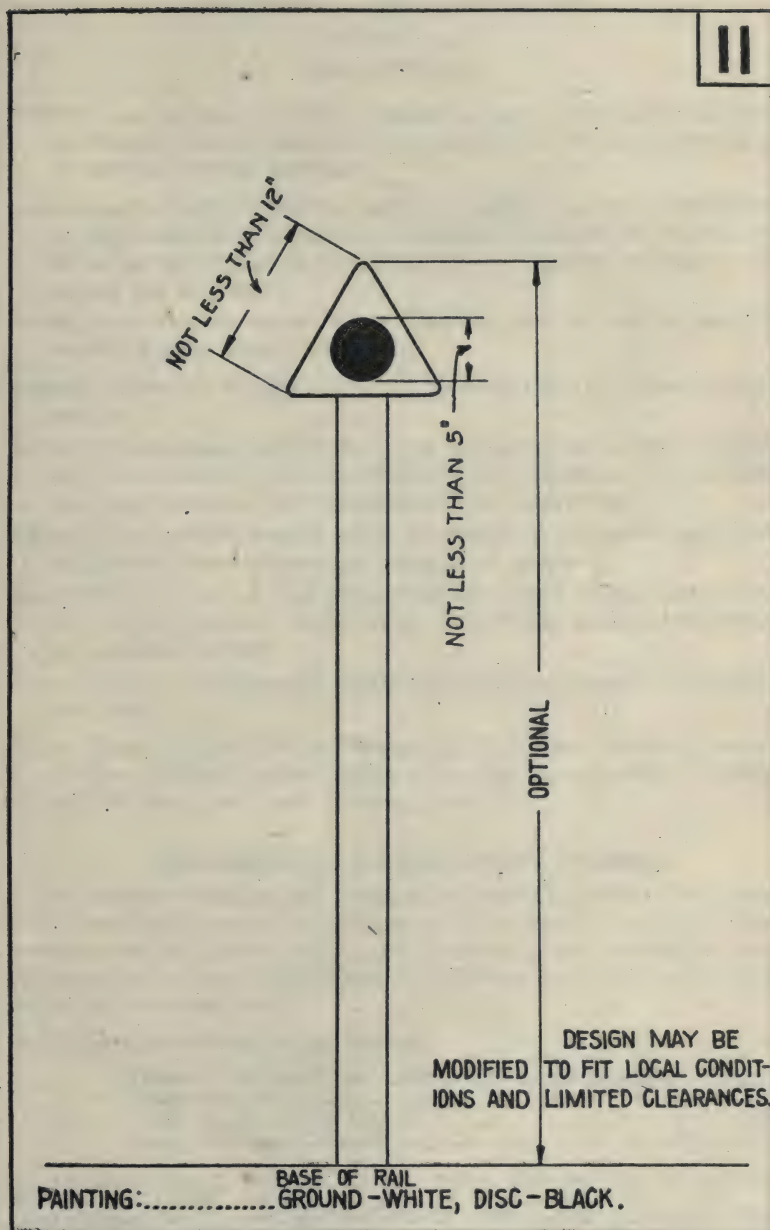 11
NOT LESS THAN 12"
NOT LESS THAN 5"
OPTIONAL
DESIGN MAY BE
MODIFIED TO FIT LOCAL CONDIT-
IONS AND LIMITED CLEARANCES.
BASE OF RAIL
PAINTING:...............GROUND-WHITE, DISC-BLACK.